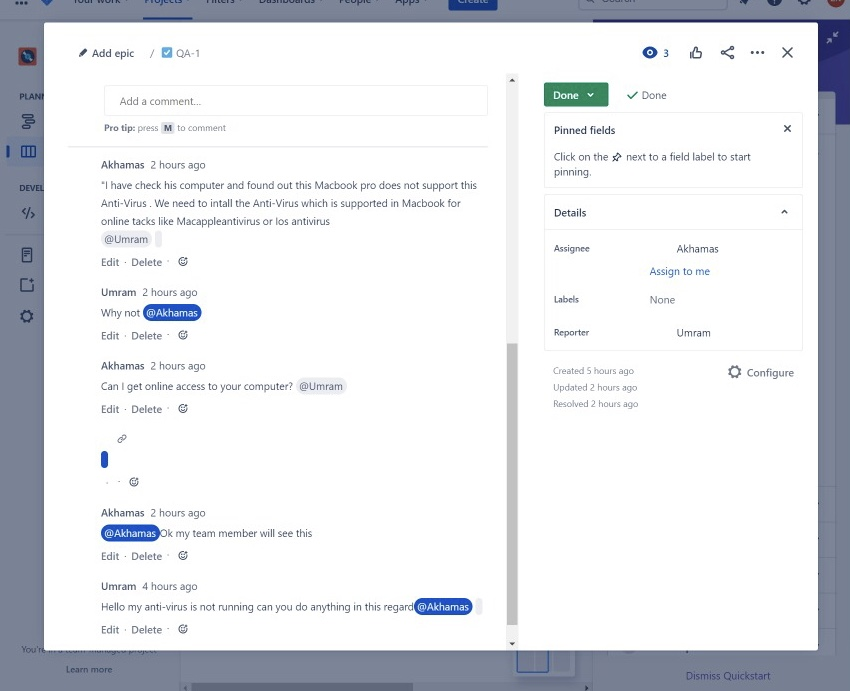 Your work
Projects
Filters
Dashboards
People
Apps
Create
Search
Add epic / QA-1
3
Add a comment...
Pro tip: press M to comment
Akhamas 2 hours ago
"I have check his computer and found out this Macbook pro does not support this
Anti-Virus . We need to intall the Anti-Virus which is supported in Macbook for
online tacks like Macappleantivirus or Ios antivirus
@Umram
Edit · Delete ·
Umram 2 hours ago
Why not @Akhamas
Edit · Delete ·
Akhamas 2 hours ago
Can I get online access to your computer? @Umram
Edit · Delete ·
Akhamas 2 hours ago
@Akhamas Ok my team member will see this
Edit · Delete ·
Umram 4 hours ago
Hello my anti-virus is not running can you do anything in this regard @Akhamas
Edit · Delete ·
Done
Done
Pinned fields
Click on the next to a field label to start
pinning.
Details
Assignee Akhamas
Assign to me
Labels None
Reporter Umram
Created 5 hours ago
Updated 2 hours ago
Resolved 2 hours ago
Configure
PLANN
DEVEL
You're in a team-managed project
Learn more
Dismiss Quickstart